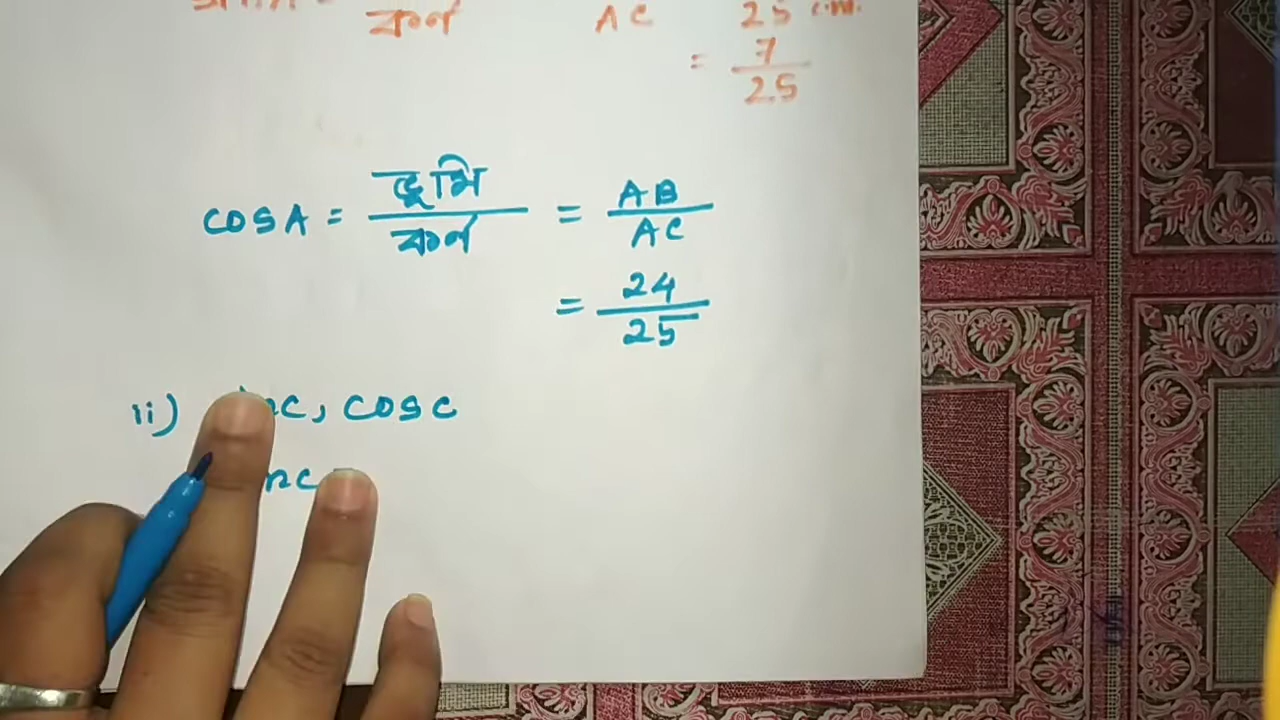 কর্ণ AC 25 c.m.
= 7/25
cosA = ভূমি/কর্ণ = AB/AC
= 24/25
ii) , cosc